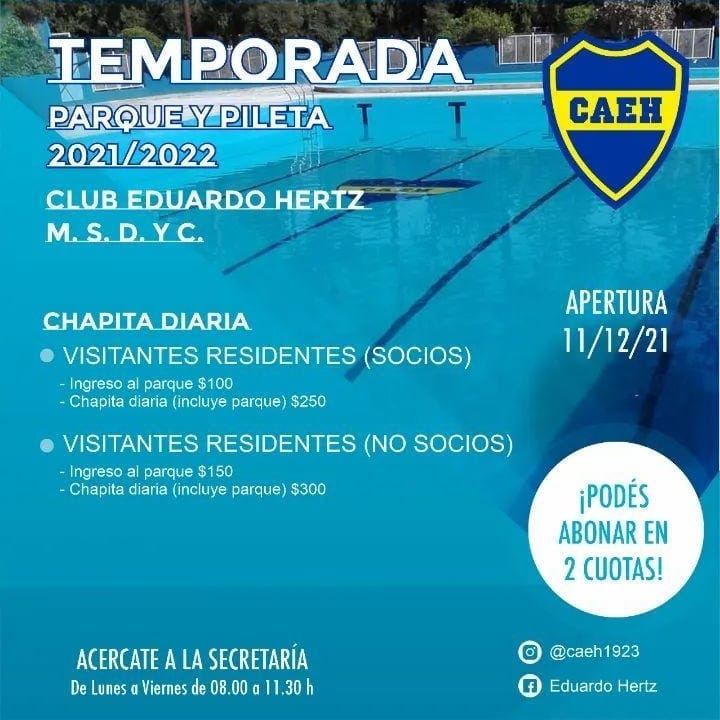 TEMPORADA
PARQUE Y PILETA
2021/2022
CLUB EDUARDO HERTZ
M. S. D. Y C.
CAEH
CAEH
APERTURA
11/12/21
CHAPITA DIARIA
VISITANTES RESIDENTES (SOCIOS)
- Ingreso al parque $100
- Chapita diaria (incluye parque) $250
VISITANTES RESIDENTES (NO SOCIOS)
- Ingreso al parque $150
- Chapita diaria (incluye parque) $300
¡PODÉS
ABONAR EN
2 CUOTAS!
ACERCATE A LA SECRETARÍA
De Lunes a Viernes de 08.00 a 11.30 h
@caeh1923
Eduardo Hertz